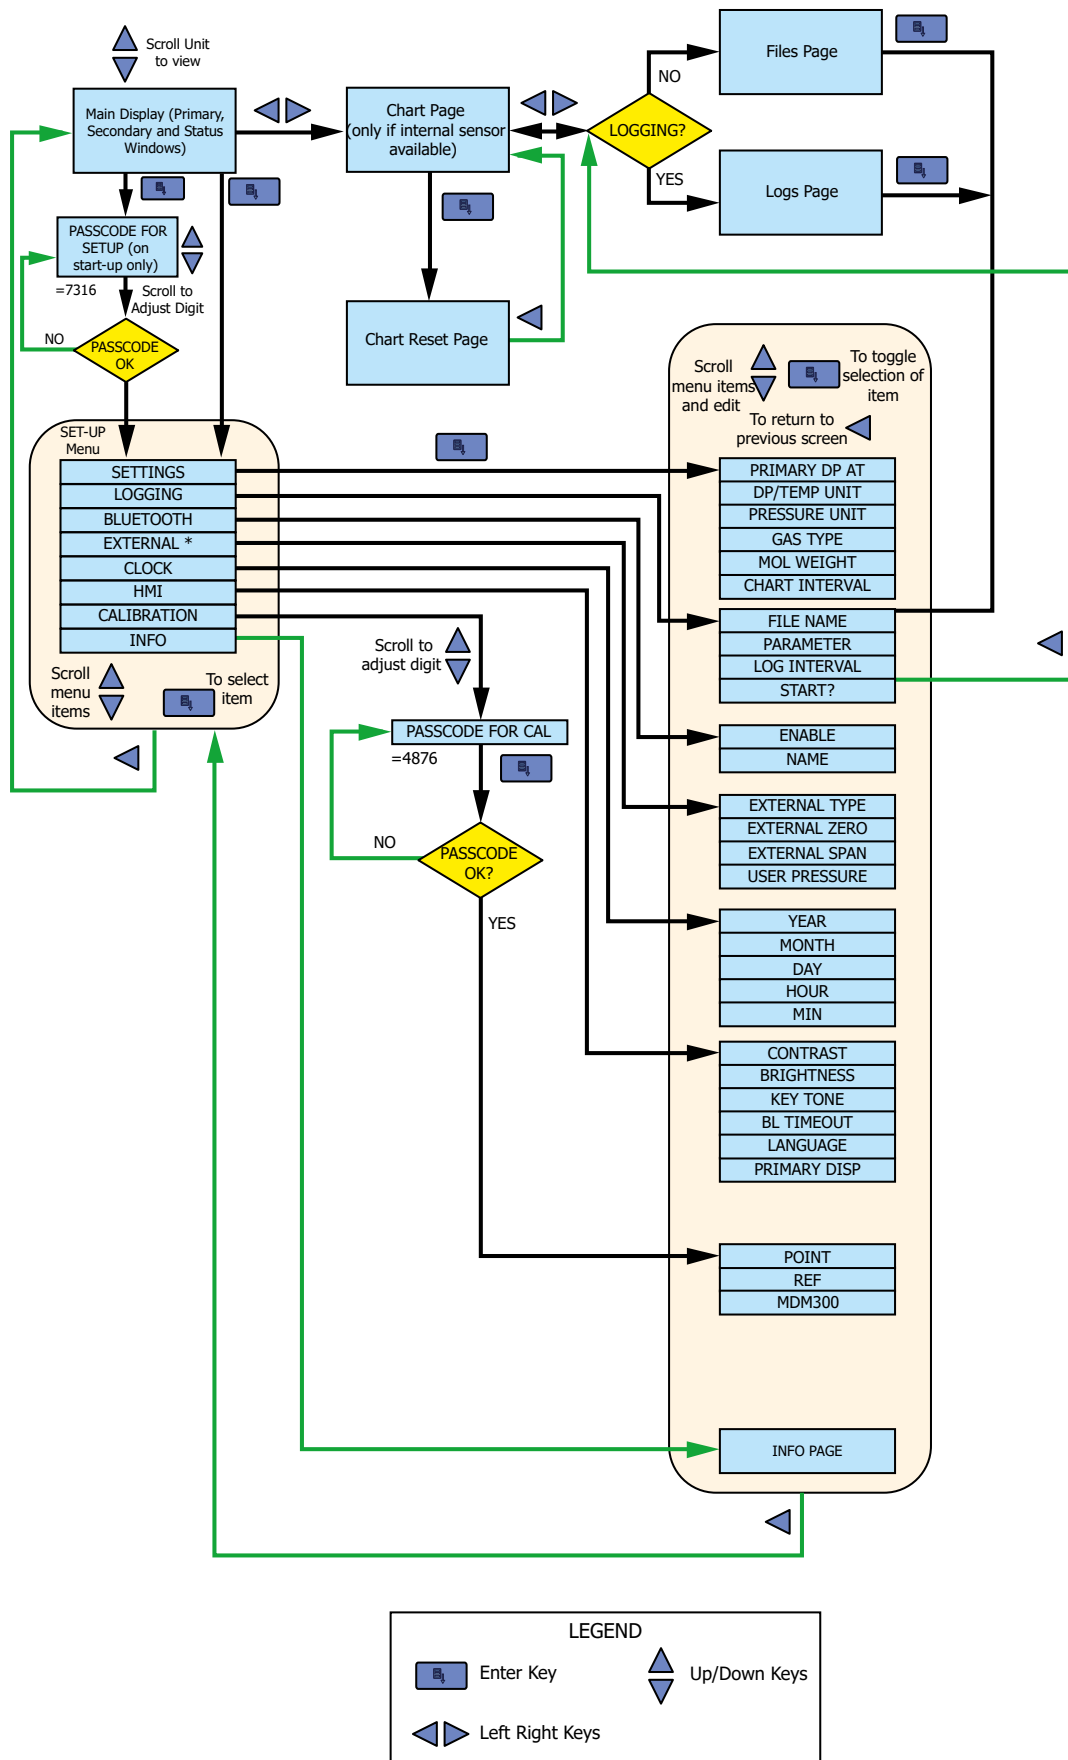 Scroll Unit
to view
Main Display (Primary,
Secondary and Status
Windows)
Chart Page
(only if internal sensor
available)
LOGGING?
NO
YES
Files Page
Logs Page
PASSCODE FOR
SETUP (on
start-up only)
=7316
Scroll to
Adjust Digit
NO
PASSCODE
OK
Chart Reset Page
SET-UP
Menu
SETTINGS
LOGGING
BLUETOOTH
EXTERNAL *
CLOCK
HMI
CALIBRATION
INFO
Scroll
menu
items
To select
item
Scroll to
adjust digit
PASSCODE FOR CAL
=4876
NO
PASSCODE
OK?
YES
Scroll
menu items
and edit
To toggle
selection of
item
To return to
previous screen
PRIMARY DP AT
DP/TEMP UNIT
PRESSURE UNIT
GAS TYPE
MOL WEIGHT
CHART INTERVAL
FILE NAME
PARAMETER
LOG INTERVAL
START?
ENABLE
NAME
EXTERNAL TYPE
EXTERNAL ZERO
EXTERNAL SPAN
USER PRESSURE
YEAR
MONTH
DAY
HOUR
MIN
CONTRAST
BRIGHTNESS
KEY TONE
BL TIMEOUT
LANGUAGE
PRIMARY DISP
POINT
REF
MDM300
INFO PAGE
LEGEND
Enter Key
Up/Down Keys
Left Right Keys